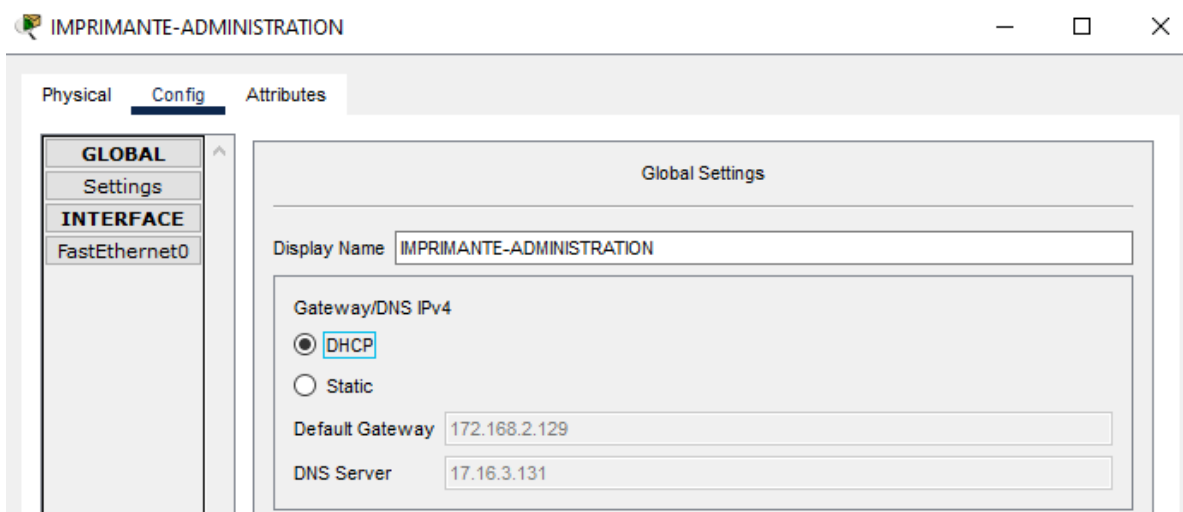 IMPRIMANTE-ADMINISTRATION
Physical Config Attributes
GLOBAL
Settings
INTERFACE
FastEthernet0
Global Settings
Display Name IMPRIMANTE-ADMINISTRATION
Gateway/DNS IPv4
DHCP
Static
Default Gateway 172.168.2.129
DNS Server 17.16.3.131